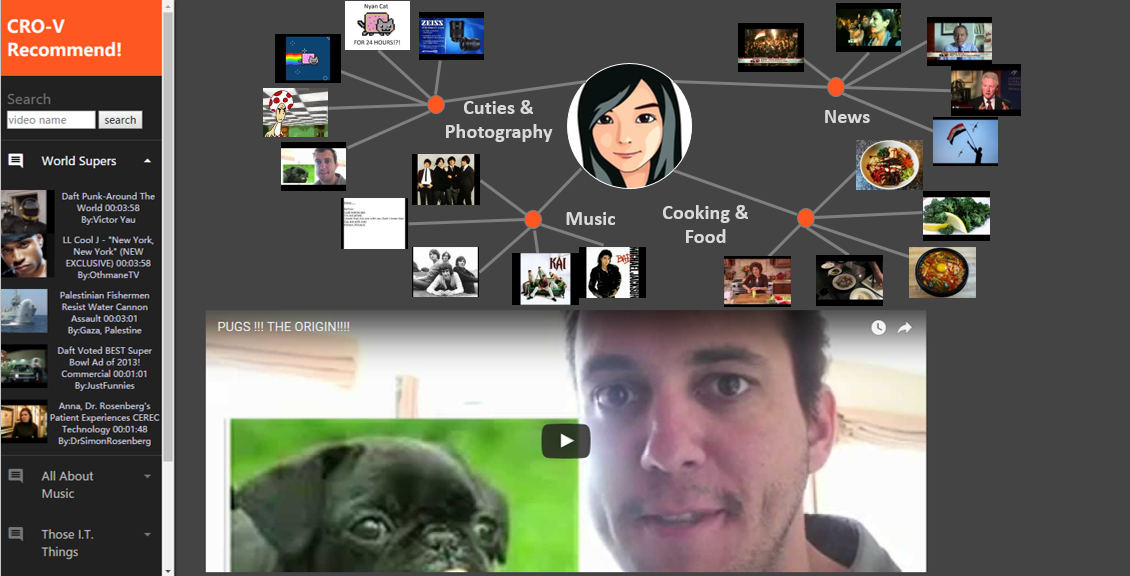 CRO-V
Recommend!
Search
video name
search
World Supers
Daft Punk-Around The
World 00:03:58
By:Victor Yau
LL Cool J - "New York,
New York" (NEW
EXCLUSIVE) 00:03:58
By:OthmaneTV
Palestinian Fishermen
Resist Water Cannon
Assault 00:03:01
By:Gaza, Palestine
Daft Voted BEST Super
Bowl Ad of 2013!
Commercial 00:01:01
By:JustFunnies
Anna, Dr. Rosenberg's
Patient Experiences CEREC
Technology 00:01:48
By:DrSimonRosenberg
All About
Music
Those I.T.
Things
Nyan Cat
FOR 24 HOURS!?!
ZEISS
Cuties &
Photography
News
Music
Cooking &
Food
KAI
BAD
MICHAEL JACKSON
PUGS !!! THE ORIGIN!!!!